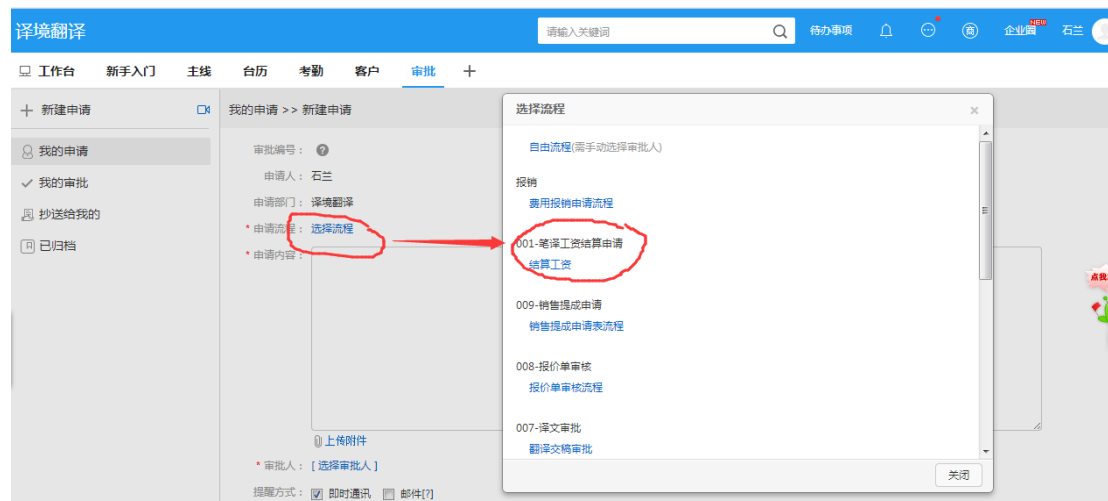 译境翻译
请输入关键词
待办事项
商
企业圈
NEW
石兰
工作台 新手入门 主线 台历 考勤 客户 审批
新建申请
我的申请
我的审批
抄送给我的
已归档
我的申请 >> 新建申请
审批编号：
申请人： 石兰
申请部门： 译境翻译
* 申请流程： 选择流程
* 申请内容：
上传附件
* 审批人： [ 选择审批人 ]
提醒方式： 即时通讯 邮件[?]
选择流程
自由流程(需手动选择审批人)
报销
费用报销申请流程
001-笔译工资结算申请
结算工资
009-销售提成申请
销售提成申请表流程
008-报价单审核
报价单审核流程
007-译文审批
翻译交稿审批
关闭
点我